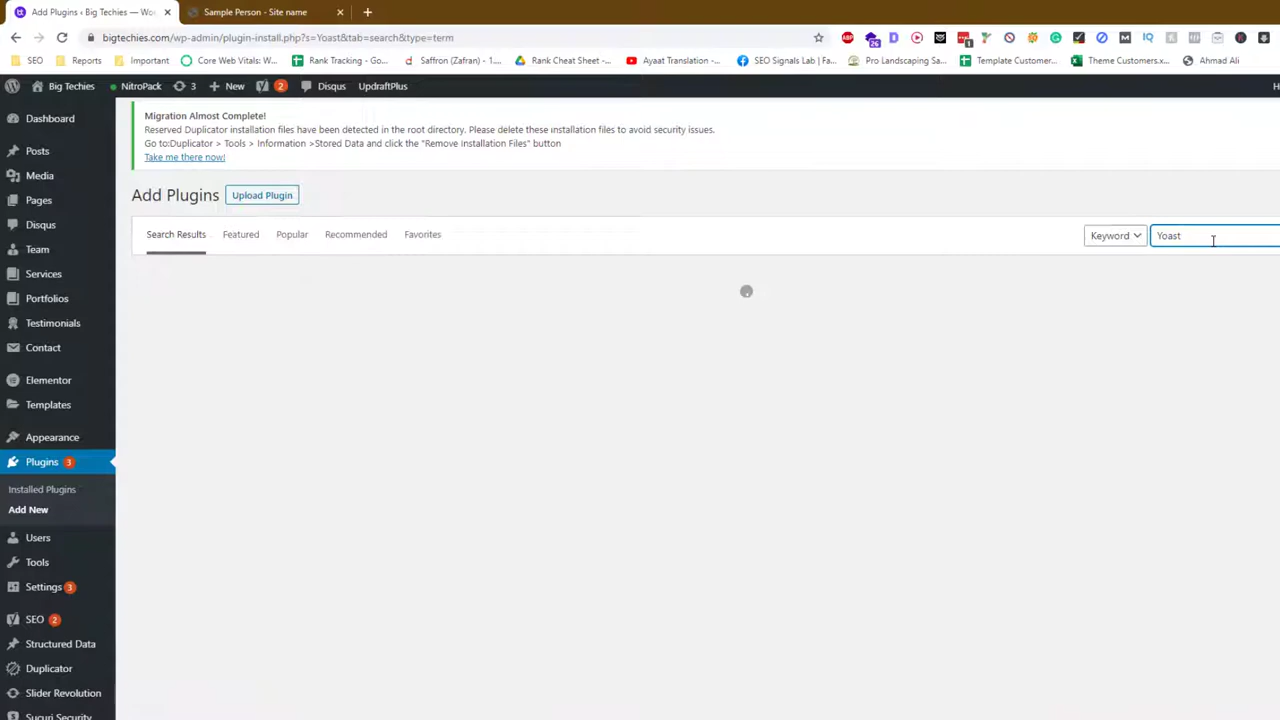 Add Plugins ‹ Big Techies — Wo
Sample Person - Site name
bigtechies.com/wp-admin/plugin-install.php?s=Yoast&tab=search&type=term
SEO
Reports
Important
Core Web Vitals: W...
Rank Tracking - Go...
Saffron (Zafran) - 1....
Rank Cheat Sheet -...
Ayaat Translation -...
SEO Signals Lab | Fa...
Pro Landscaping Sa...
Template Customer...
Theme Customers.x...
Ahmad Ali
26
1
Big Techies
NitroPack
3
New
2
Disqus
UpdraftPlus
H
Dashboard
Posts
Media
Pages
Disqus
Team
Services
Portfolios
Testimonials
Contact
Elementor
Templates
Appearance
Plugins 3
Installed Plugins
Add New
Users
Tools
Settings 3
SEO 2
Structured Data
Duplicator
Slider Revolution
Sucuri Security
Migration Almost Complete!
Reserved Duplicator installation files have been detected in the root directory. Please delete these installation files to avoid security issues.
Go to:Duplicator > Tools > Information >Stored Data and click the "Remove Installation Files" button
Take me there now!
Add Plugins
Upload Plugin
Search Results
Featured
Popular
Recommended
Favorites
Keyword
Yoast